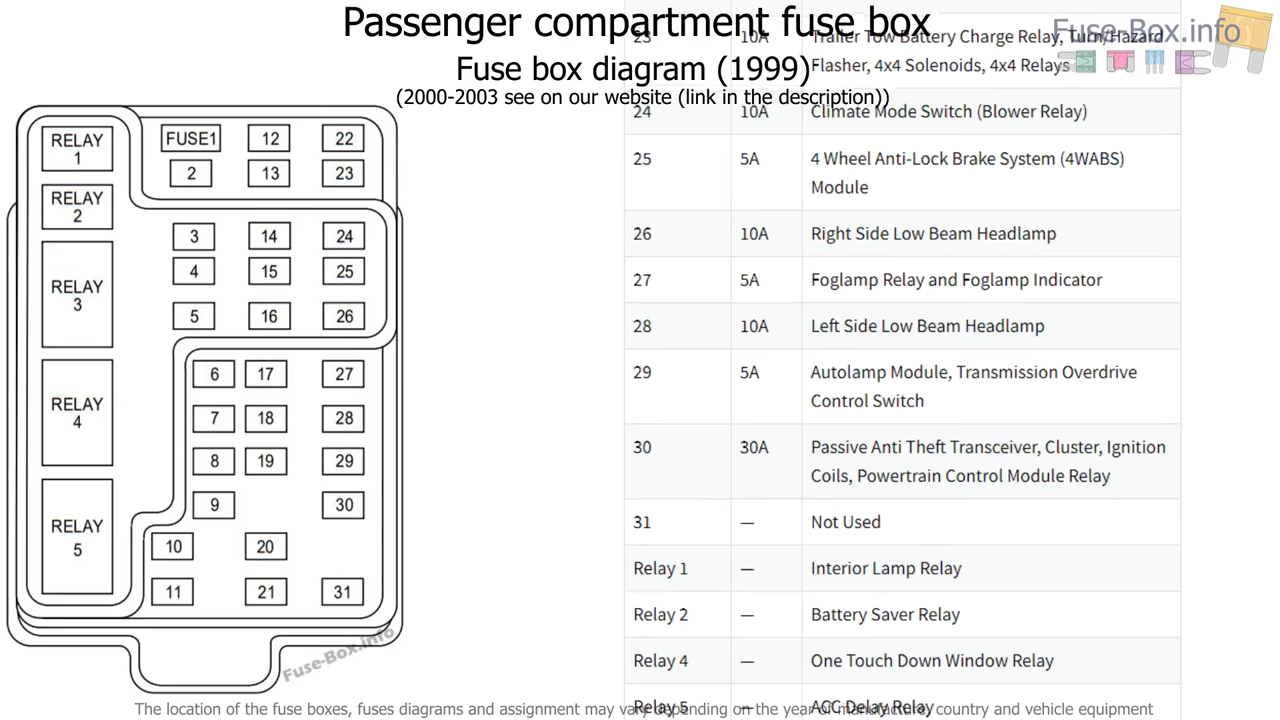 Passenger compartment fuse box
Fuse box diagram (1999)
(2000-2003 see on our website (link in the description))
Fuse-Box.info
RELAY
1
RELAY
2
RELAY
3
RELAY
4
RELAY
5
FUSE1 12 22
2 13 23
3 14 24
4 15 25
5 16 26
6 17 27
7 18 28
8 19 29
9 30
10 20
11 21 31
Fuse-Box.info
23 10A Trailer Tow Battery Charge Relay, Turn/Hazard
Flasher, 4x4 Solenoids, 4x4 Relays
24 10A Climate Mode Switch (Blower Relay)
25 5A 4 Wheel Anti-Lock Brake System (4WABS)
Module
26 10A Right Side Low Beam Headlamp
27 5A Foglamp Relay and Foglamp Indicator
28 10A Left Side Low Beam Headlamp
29 5A Autolamp Module, Transmission Overdrive
Control Switch
30 30A Passive Anti Theft Transceiver, Cluster, Ignition
Coils, Powertrain Control Module Relay
31 — Not Used
Relay 1 — Interior Lamp Relay
Relay 2 — Battery Saver Relay
Relay 4 — One Touch Down Window Relay
Relay 5 — ACC Delay Relay
The location of the fuse boxes, fuses diagrams and assignment may vary depending on the year of manufacture, country and vehicle equipment